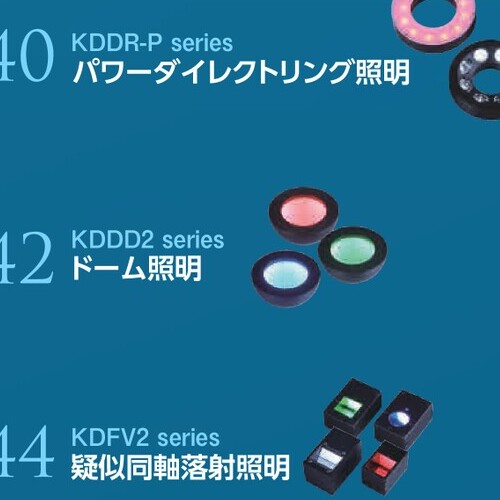 40 KDDR-P series
パワーダイレクトリング照明
42 KDDD2 series
ドーム照明
44 KDFV2 series
疑似同軸落射照明